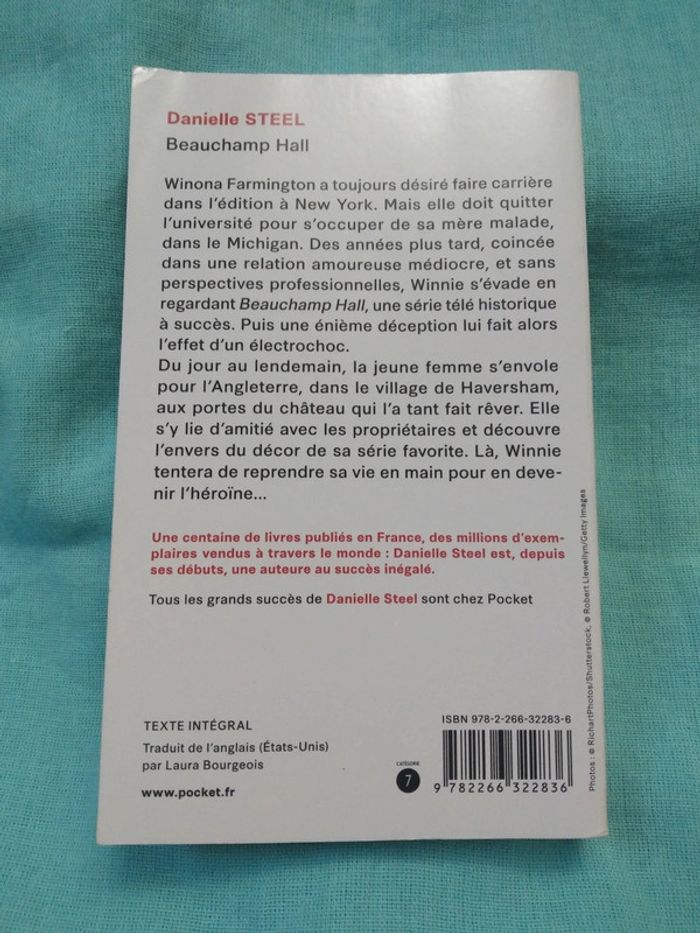 Danielle STEEL
Beauchamp Hall
Winona Farmington a toujours désiré faire carrière
dans l'édition à New York. Mais elle doit quitter
l'université pour s'occuper de sa mère malade,
dans le Michigan. Des années plus tard, coincée
dans une relation amoureuse médiocre, et sans
perspectives professionnelles, Winnie s'évade en
regardant Beauchamp Hall, une série télé historique
à succès. Puis une énième déception lui fait alors
l'effet d'un électrochoc.
Du jour au lendemain, la jeune femme s'envole
pour l'Angleterre, dans le village de Haversham,
aux portes du château qui l'a tant fait rêver. Elle
s'y lie d'amitié avec les propriétaires et découvre
l'envers du décor de sa série favorite. Là, Winnie
tentera de reprendre sa vie en main pour en deve-
nir l'héroïne...
Une centaine de livres publiés en France, des millions d'exem-
plaires vendus à travers le monde : Danielle Steel est, depuis
ses débuts, une auteure au succès inégalé.
Tous les grands succès de Danielle Steel sont chez Pocket
TEXTE INTÉGRAL
Traduit de l'anglais (États-Unis)
par Laura Bourgeois
www.pocket.fr
CATÉGORIE
7
ISBN 978-2-266-32283-6
9 782266 322836
Photos : © RichartPhotos/Shutterstock, © Robert Llewellyn/Getty Images